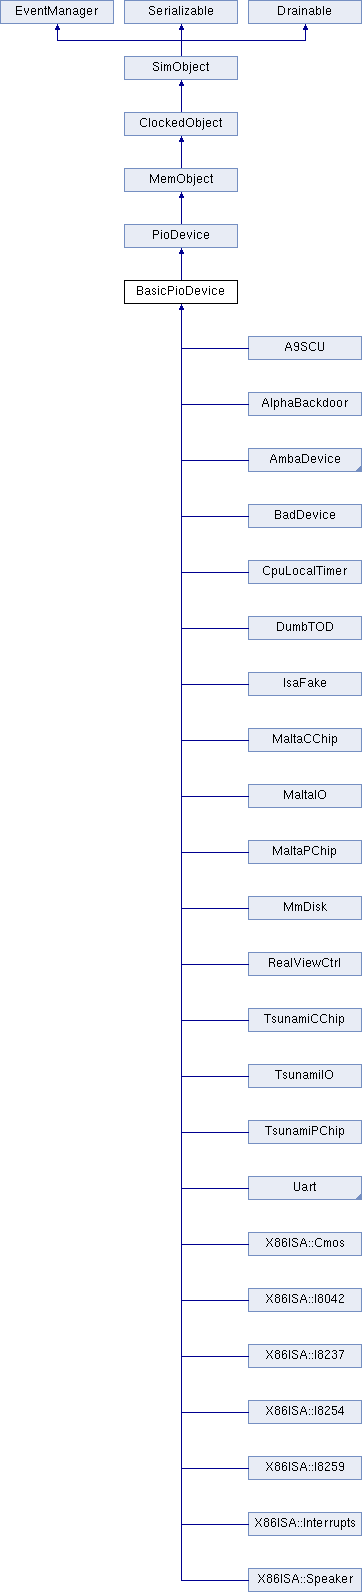 EventManager Serializable Drainable
SimObject
ClockedObject
MemObject
PioDevice
BasicPioDevice
A9SCU
AlphaBackdoor
AmbaDevice
BadDevice
CpuLocalTimer
DumbTOD
IsaFake
MaltaCChip
MaltaIO
MaltaPChip
MmDisk
RealViewCtrl
TsunamiCChip
TsunamiIO
TsunamiPChip
Uart
X86ISA::Cmos
X86ISA::I8042
X86ISA::I8237
X86ISA::I8254
X86ISA::I8259
X86ISA::Interrupts
X86ISA::Speaker